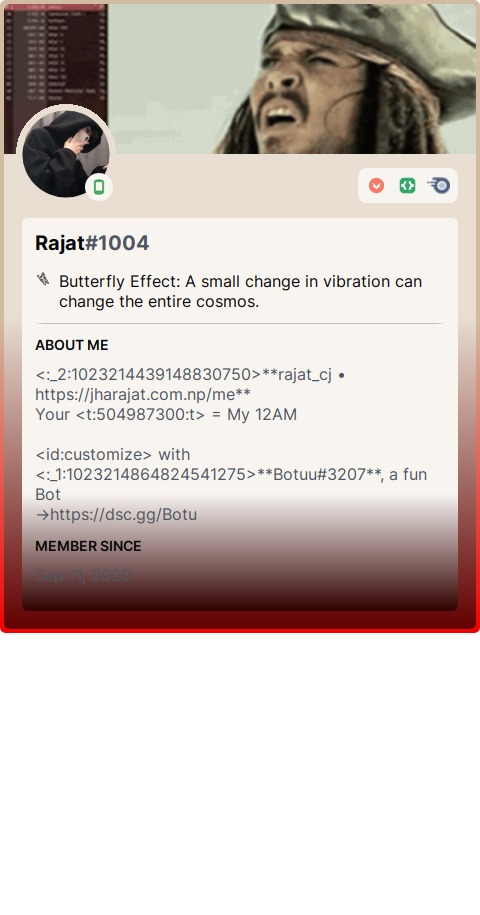 Rajat#1004
Butterfly Effect: A small change in vibration can
change the entire cosmos.
ABOUT ME
<:_2:1023214439148830750>**rajat_cj •
https://jharajat.com.np/me**
Your <t:504987300:t> = My 12AM
<id:customize> with
<:_1:1023214864824541275>**Botuu#3207**, a fun
Bot
→https://dsc.gg/Botu
MEMBER SINCE
Sep 11, 2020